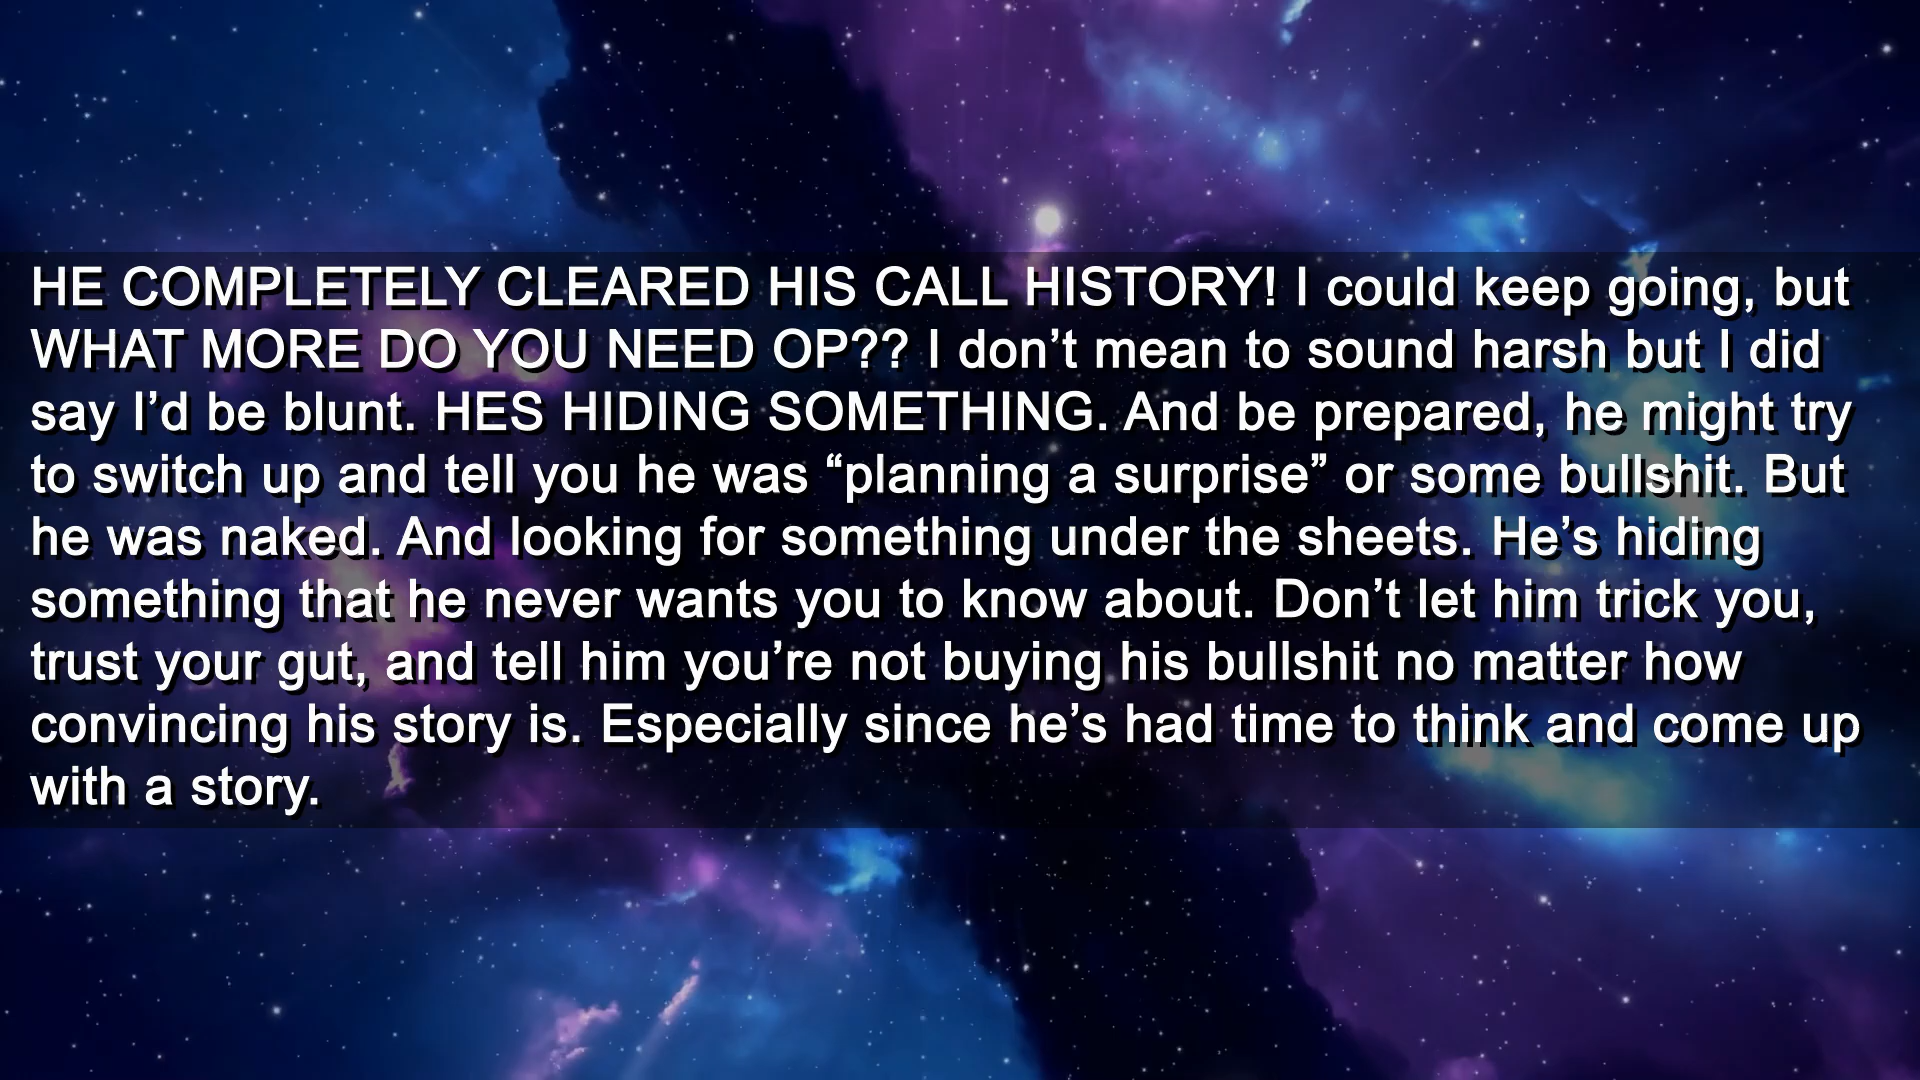 HE COMPLETELY CLEARED HIS CALL HISTORY! I could keep going, but
WHAT MORE DO YOU NEED OP?? I don’t mean to sound harsh but I did
say I’d be blunt. HES HIDING SOMETHING. And be prepared, he might try
to switch up and tell you he was “planning a surprise” or some bullshit. But
he was naked. And looking for something under the sheets. He’s hiding
something that he never wants you to know about. Don’t let him trick you,
trust your gut, and tell him you’re not buying his bullshit no matter how
convincing his story is. Especially since he’s had time to think and come up
with a story.